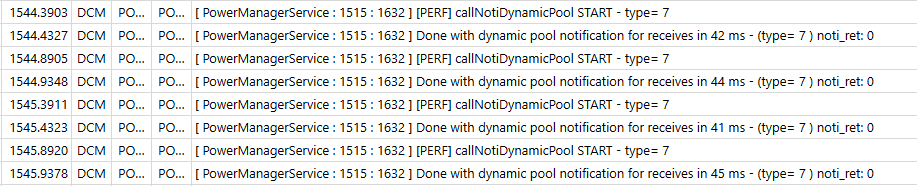 1544.3903 DCM PO... PO... [ PowerManagerService : 1515 : 1632 ] [PERF] callNotiDynamicPool START - type= 7
1544.4327 DCM PO... PO... [ PowerManagerService : 1515 : 1632 ] Done with dynamic pool notification for receives in 42 ms - (type= 7 ) noti_ret: 0
1544.8905 DCM PO... PO... [ PowerManagerService : 1515 : 1632 ] [PERF] callNotiDynamicPool START - type= 7
1544.9348 DCM PO... PO... [ PowerManagerService : 1515 : 1632 ] Done with dynamic pool notification for receives in 44 ms - (type= 7 ) noti_ret: 0
1545.3911 DCM PO... PO... [ PowerManagerService : 1515 : 1632 ] [PERF] callNotiDynamicPool START - type= 7
1545.4323 DCM PO... PO... [ PowerManagerService : 1515 : 1632 ] Done with dynamic pool notification for receives in 41 ms - (type= 7 ) noti_ret: 0
1545.8920 DCM PO... PO... [ PowerManagerService : 1515 : 1632 ] [PERF] callNotiDynamicPool START - type= 7
1545.9378 DCM PO... PO... [ PowerManagerService : 1515 : 1632 ] Done with dynamic pool notification for receives in 45 ms - (type= 7 ) noti_ret: 0